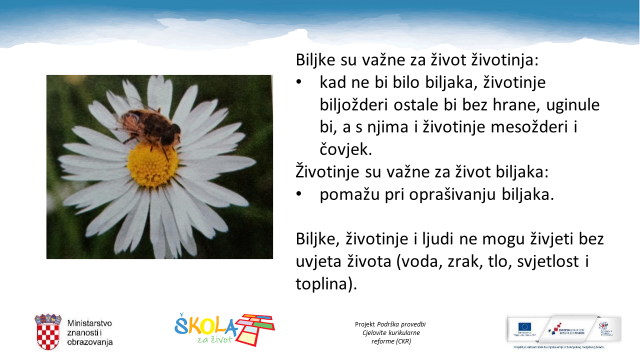 Biljke su važne za život životinja:
• kad ne bi bilo biljaka, životinje
biljožderi ostale bi bez hrane, uginule
bi, a s njima i životinje mesožderi i
čovjek.
Životinje su važne za život biljaka:
• pomažu pri oprašivanju biljaka.
Biljke, životinje i ljudi ne mogu živjeti bez
uvjeta života (voda, zrak, tlo, svjetlost i
toplina).
Ministarstvo
znanosti i
obrazovanja
ŠKOLA
za život
Projekt Podrška provedbi
Cjelovite kurikularne
reforme (CKR)